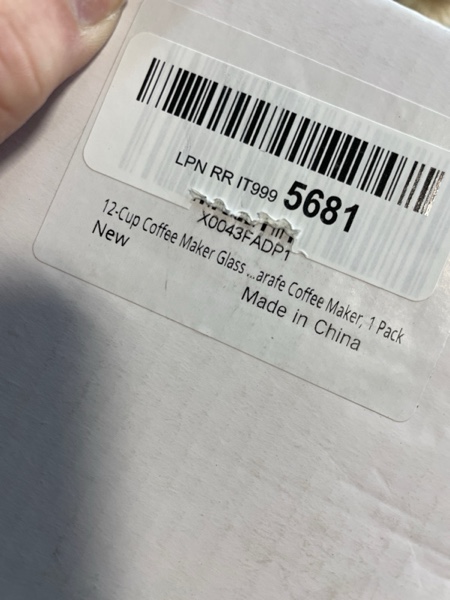 LPN RR IT999 5681
X0043FADP1
12-Cup Coffee Maker Glass ...arafe Coffee Maker, 1 Pack
New
Made in China